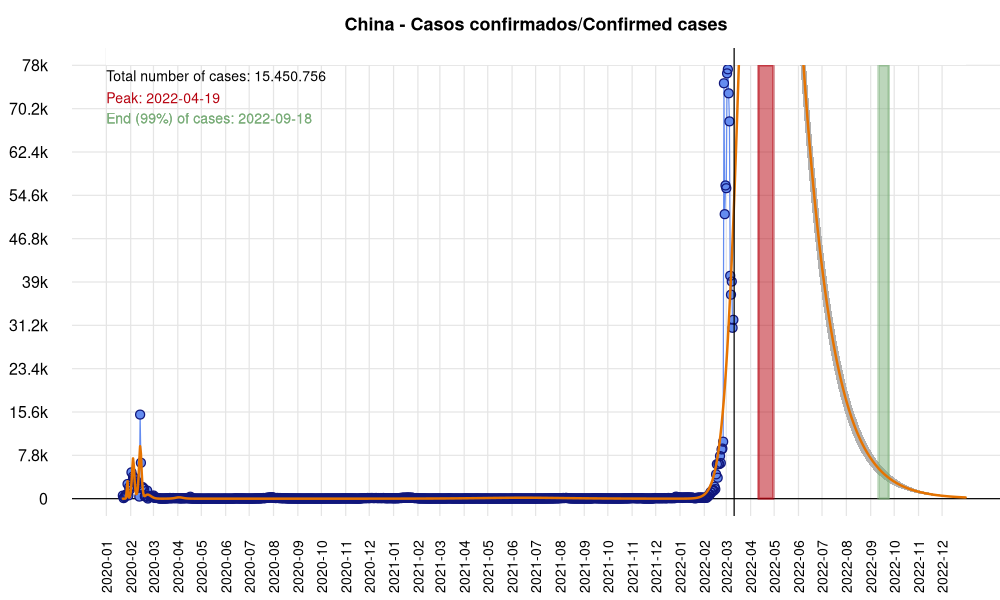 China - Casos confirmados/Confirmed cases
Total number of cases: 15.450.756
Peak: 2022-04-19
End (99%) of cases: 2022-09-18
78k
70.2k
62.4k
54.6k
46.8k
39k
31.2k
23.4k
15.6k
7.8k
0
2020-01
2020-02
2020-03
2020-04
2020-05
2020-06
2020-07
2020-08
2020-09
2020-10
2020-11
2020-12
2021-01
2021-02
2021-03
2021-04
2021-05
2021-06
2021-07
2021-08
2021-09
2021-10
2021-11
2021-12
2022-01
2022-02
2022-03
2022-04
2022-05
2022-06
2022-07
2022-08
2022-09
2022-10
2022-11
2022-12